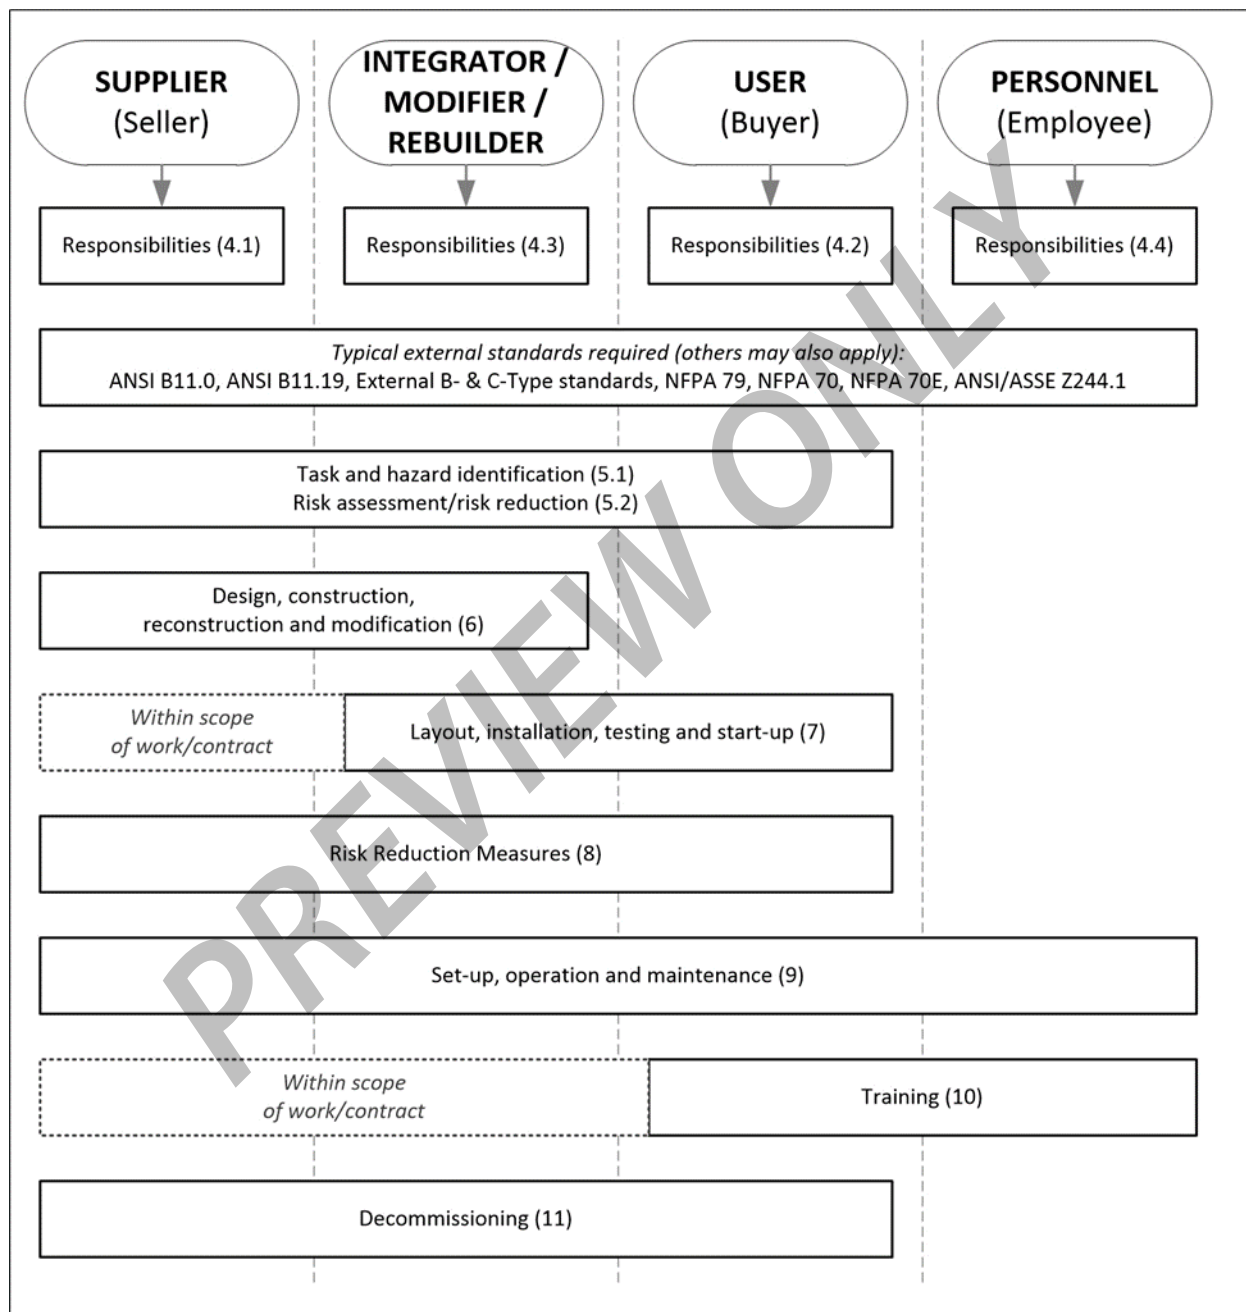 SUPPLIER
(Seller)
INTEGRATOR /
MODIFIER /
REBUILDER
USER
(Buyer)
PERSONNEL
(Employee)
Responsibilities (4.1)
Responsibilities (4.3)
Responsibilities (4.2)
Responsibilities (4.4)
Typical external standards required (others may also apply):
ANSI B11.0, ANSI B11.19, External B- & C-Type standards, NFPA 79, NFPA 70, NFPA 70E, ANSI/ASSE Z244.1
Task and hazard identification (5.1)
Risk assessment/risk reduction (5.2)
Design, construction,
reconstruction and modification (6)
Within scope
of work/contract
Layout, installation, testing and start-up (7)
Risk Reduction Measures (8)
Set-up, operation and maintenance (9)
Within scope
of work/contract
Training (10)
Decommissioning (11)
PREVIEW ONLY